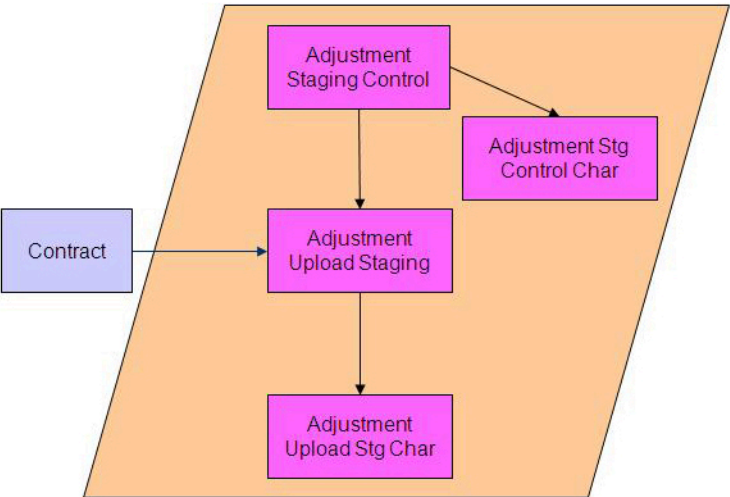 Adjustment
Staging Control
Adjustment Stg
Control Char
Contract
Adjustment
Upload Staging
Adjustment
Upload Stg Char